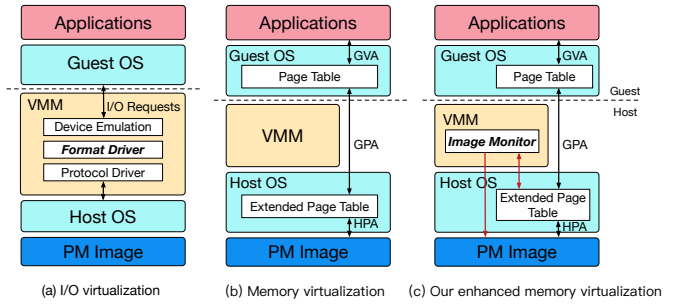 Applications
Guest OS
VMM
I/O Requests
Device Emulation
Format Driver
Protocol Driver
Host OS
PM Image
(a) I/O virtualization
Applications
GVA
Guest OS
Page Table
VMM
GPA
Host OS
Extended Page Table
HPA
PM Image
(b) Memory virtualization
Applications
GVA
Guest OS
Page Table
Guest
Host
VMM
Image Monitor
GPA
Host OS
Extended Page
Table
HPA
PM Image
(c) Our enhanced memory virtualization